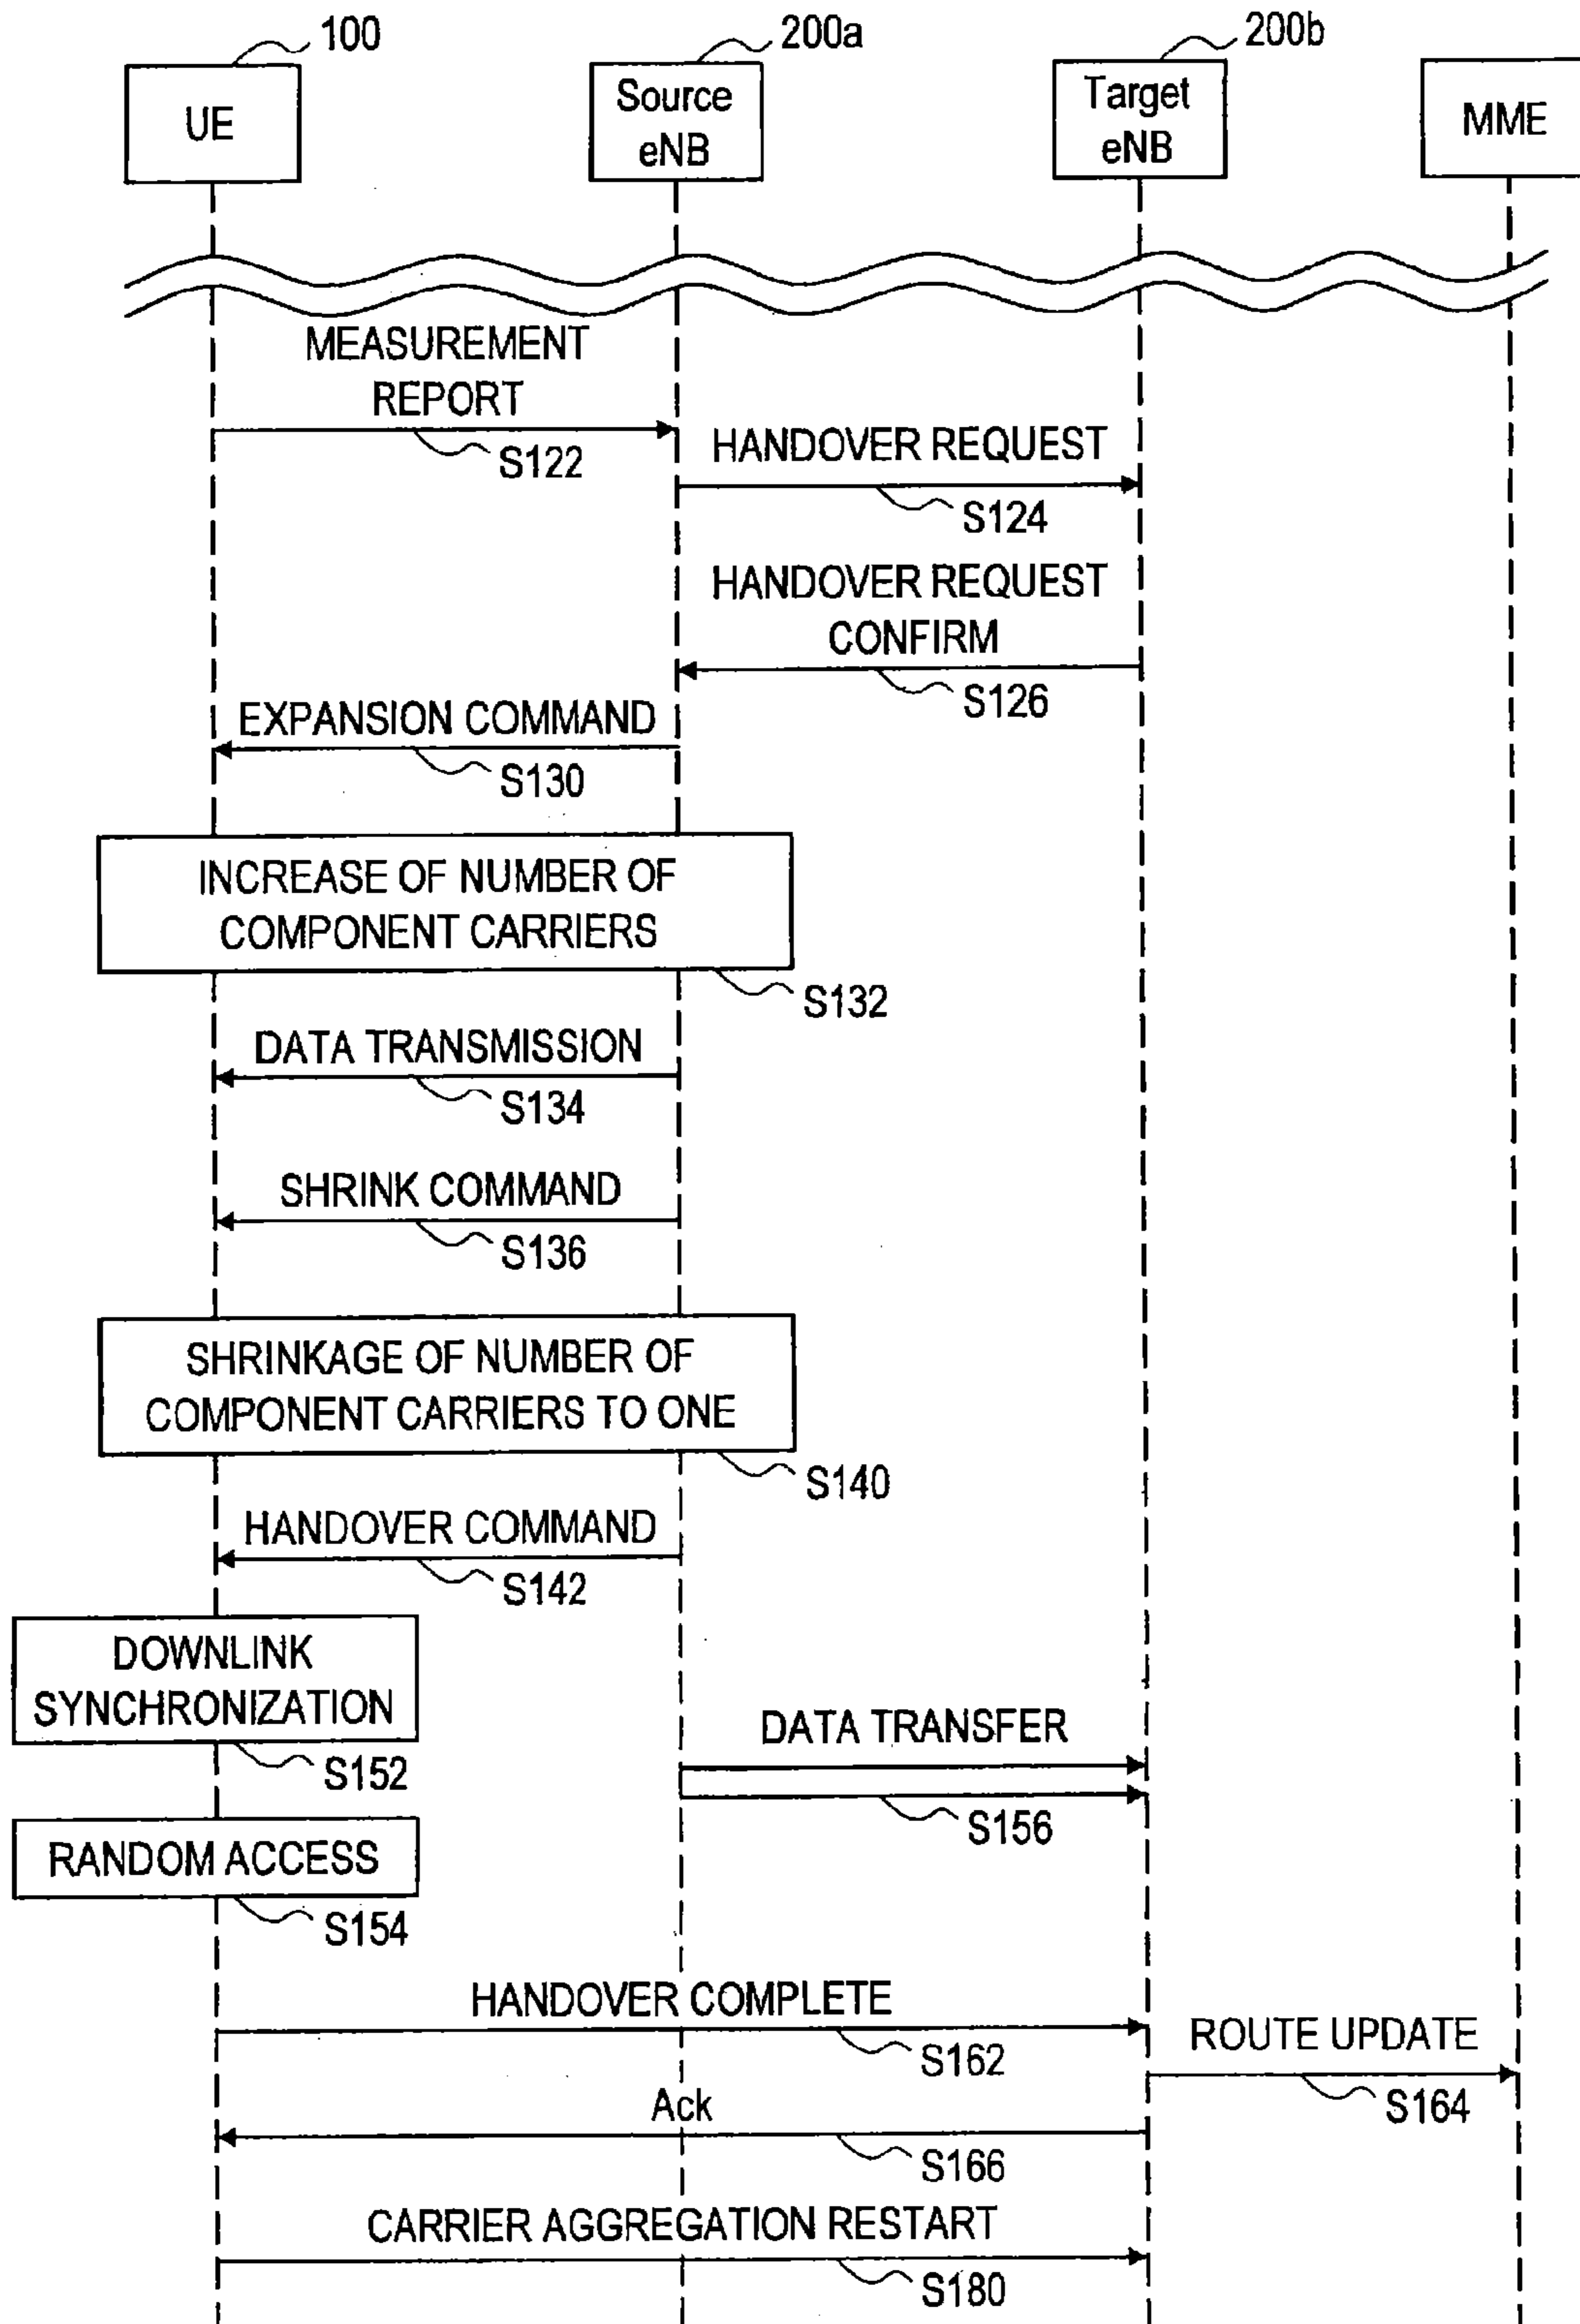 100
200a
200b
UE
Source
eNB
Target
eNB
MME
MEASUREMENT
REPORT
S122
HANDOVER REQUEST
S124
HANDOVER REQUEST
CONFIRM
S126
EXPANSION COMMAND
S130
INCREASE OF NUMBER OF
COMPONENT CARRIERS
S132
DATA TRANSMISSION
S134
SHRINK COMMAND
S136
SHRINKAGE OF NUMBER OF
COMPONENT CARRIERS TO ONE
S140
HANDOVER COMMAND
S142
DOWNLINK
SYNCHRONIZATION
S152
DATA TRANSFER
S156
RANDOM ACCESS
S154
HANDOVER COMPLETE
S162
ROUTE UPDATE
S164
Ack
S166
CARRIER AGGREGATION RESTART
S180